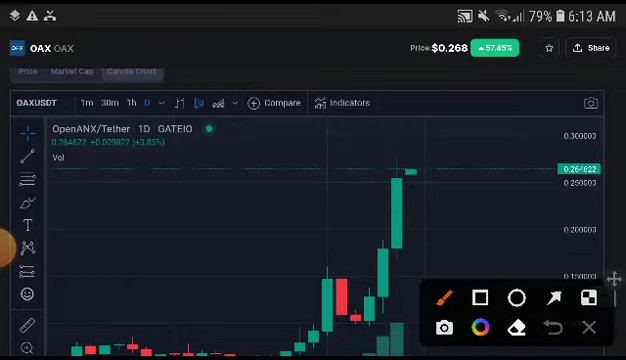 79% 6:13 AM
OAX OAX Price:$0.268 57.45% Share
Price Market Cap Candle Chart
OAXUSDT 1m 30m 1h D Compare Indicators
OpenANX/Tether 1D GATEIO
0.264622 +0.009822 (+3.85%)
Vol
0.300000
0.264622
0.250000
0.200000
0.150000